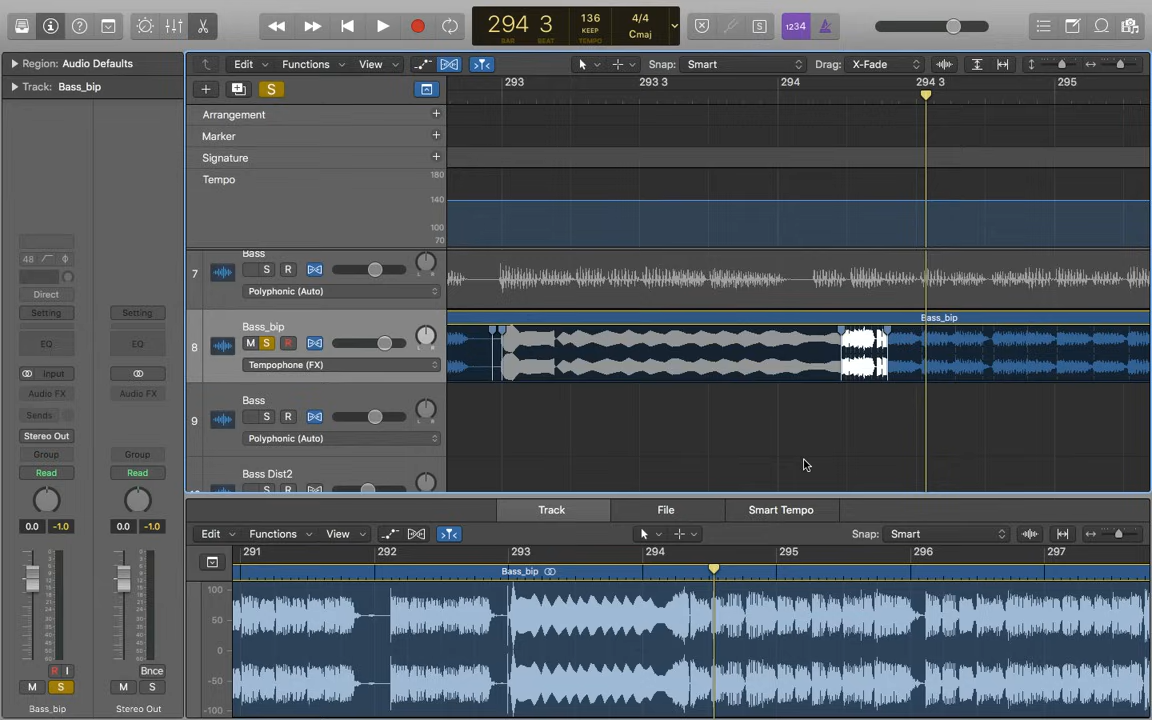 294 3
BAR BEAT
136
KEEP
TEMPO
4/4
Cmaj
1234
Region: Audio Defaults
Track: Bass_bip
Edit Functions View
Snap: Smart
Drag: X-Fade
S
293 293 3 294 294 3 295
Arrangement
Marker
Signature
Tempo
180
140
100
70
7
Bass
S R
Polyphonic (Auto)
8
Bass_bip
M S R
Tempophone (FX)
Bass_bip
9
Bass
S R
Polyphonic (Auto)
Bass Dist2
48
Direct
Setting Setting
EQ EQ
Input
Audio FX Audio FX
Sends
Stereo Out
Group Group
Read Read
0.0 -1.0 0.0 -1.0
R I Bnce
M S M S
Bass_bip Stereo Out
Track File Smart Tempo
Edit Functions View
Snap: Smart
291 292 293 294 295 296 297
Bass_bip
100
50
0
-50
-100